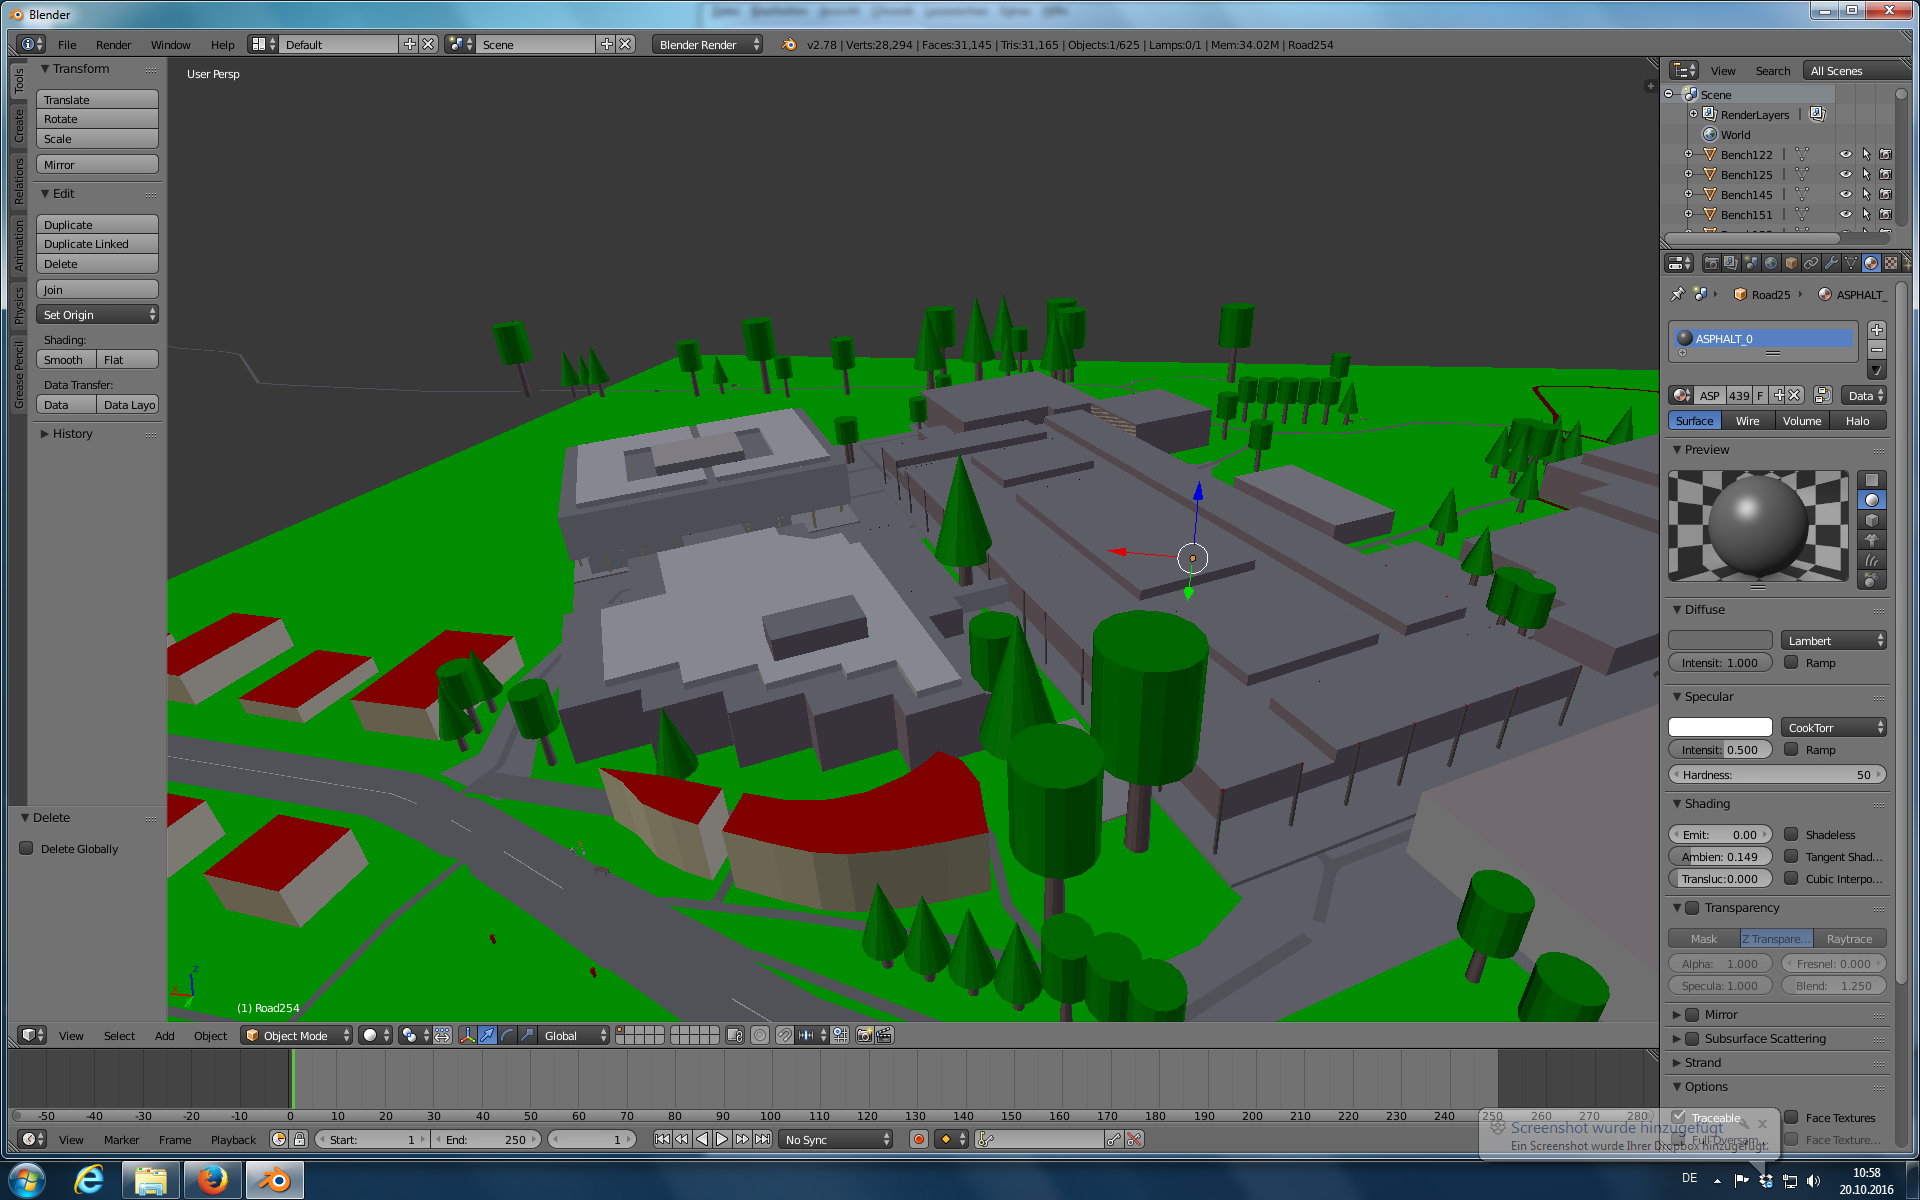 Blender
File Render Window Help Default Scene Blender Render v2.78 | Verts:28,294 | Faces:31,145 | Tris:31,165 | Objects:1/625 | Lamps:0/1 | Mem:34.02M | Road254
Tools
Create
Relations
Animation
Physics
Grease Pencil
Transform
Translate
Rotate
Scale
Mirror
Edit
Duplicate
Duplicate Linked
Delete
Join
Set Origin
Shading:
Smooth Flat
Data Transfer:
Data Data Layo
History
Delete
Delete Globally
User Persp
(1) Road254
View Select Add Object Object Mode Global
-50 -40 -30 -20 -10 0 10 20 30 40 50 60 70 80 90 100 110 120 130 140 150 160 170 180 190 200 210 220 230 240 250 260 270 280
View Marker Frame Playback Start: 1 End: 250 1 No Sync
View Search All Scenes
Scene
RenderLayers
World
Bench122
Bench125
Bench145
Bench151
Road25 ASPHALT_
ASPHALT_0
ASP 439 F Data
Surface Wire Volume Halo
Preview
Diffuse
Lambert
Intensit: 1.000 Ramp
Specular
CookTorr
Intensit: 0.500 Ramp
Hardness: 50
Shading
Emit: 0.00 Shadeless
Ambien: 0.149 Tangent Shad...
Transluc:0.000 Cubic Interpo...
Transparency
Mask Z Transpare... Raytrace
Alpha: 1.000 Fresnel: 0.000
Specula: 1.000 Blend: 1.250
Mirror
Subsurface Scattering
Strand
Options
Traceable Face Textures
Full Oversam Face Texture...
Screenshot wurde hinzugefügt
Ein Screenshot wurde Ihrer Dropbox hinzugefügt.
DE
10:58
20.10.2016